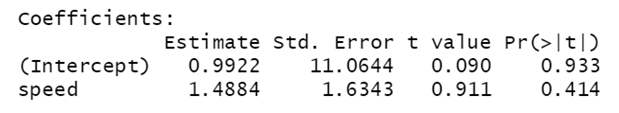 Coefficients:
Estimate Std. Error t value Pr(>|t|)
(Intercept) 0.9922 11.0644 0.090 0.933
speed 1.4884 1.6343 0.911 0.414